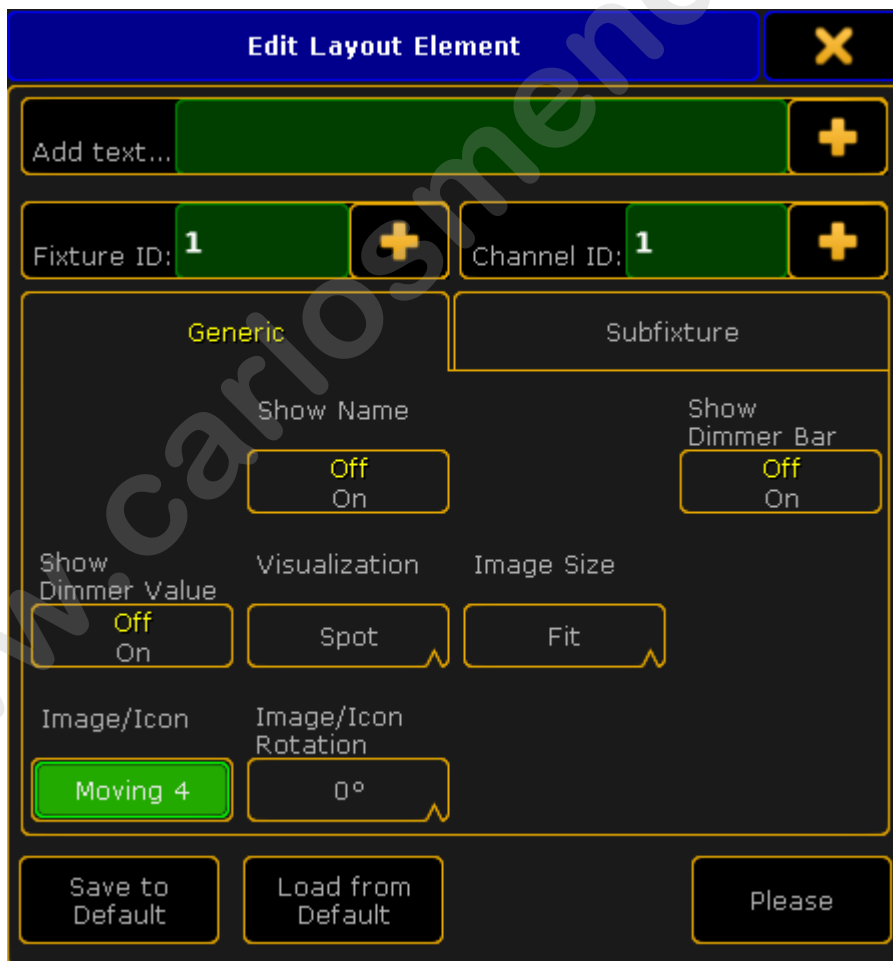 Edit Layout Element
Add text...
Fixture ID: 1
Channel ID: 1
Generic
Subfixture
Show Name
Off
On
Show
Dimmer Bar
Off
On
Show
Dimmer Value
Off
On
Visualization
Spot
Image Size
Fit
Image/Icon
Moving 4
Image/Icon
Rotation
0°
Save to
Default
Load from
Default
Please
w.carlosmend